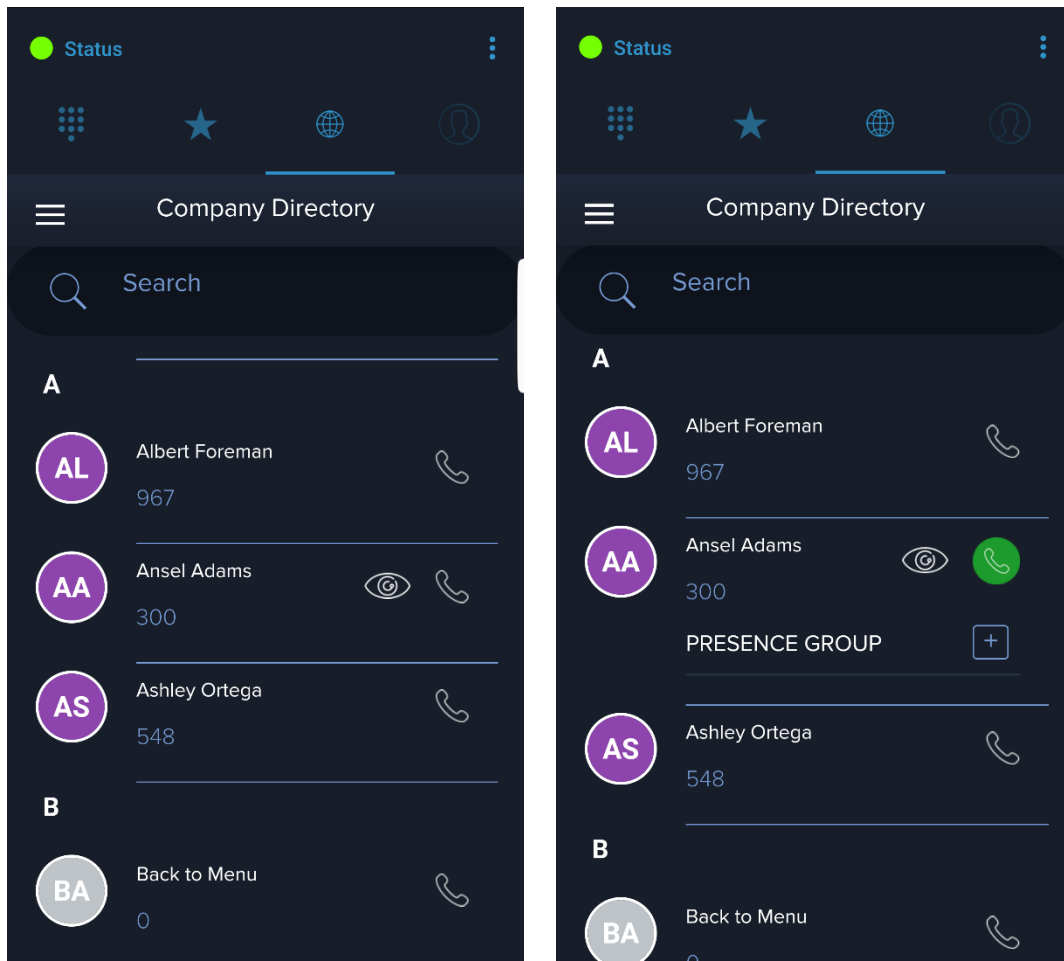 Status
Company Directory
Search
A
AL
Albert Foreman
967
AA
Ansel Adams
300
AS
Ashley Ortega
548
B
BA
Back to Menu
0
Status
Company Directory
Search
A
AL
Albert Foreman
967
AA
Ansel Adams
300
PRESENCE GROUP
AS
Ashley Ortega
548
B
BA
Back to Menu
0